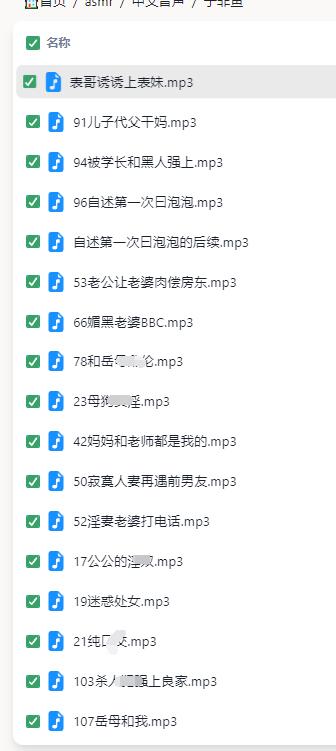 首页 / asmr / 中文音声 /
名称
表哥诱诱上表妹.mp3
91儿子代父干妈.mp3
94被学长和黑人强上.mp3
96自述第一次日泡泡.mp3
自述第一次日泡泡的后续.mp3
53老公让老婆肉偿房东.mp3
66媚黑老婆BBC.mp3
78和岳 伦.mp3
23母 .mp3
42妈妈和老师都是我的.mp3
50寂寞人妻再遇前男友.mp3
52淫妻老婆打电话.mp3
17公公的 .mp3
19迷惑处女.mp3
21纯 .mp3
103杀人 强上良家.mp3
107岳母和我.mp3